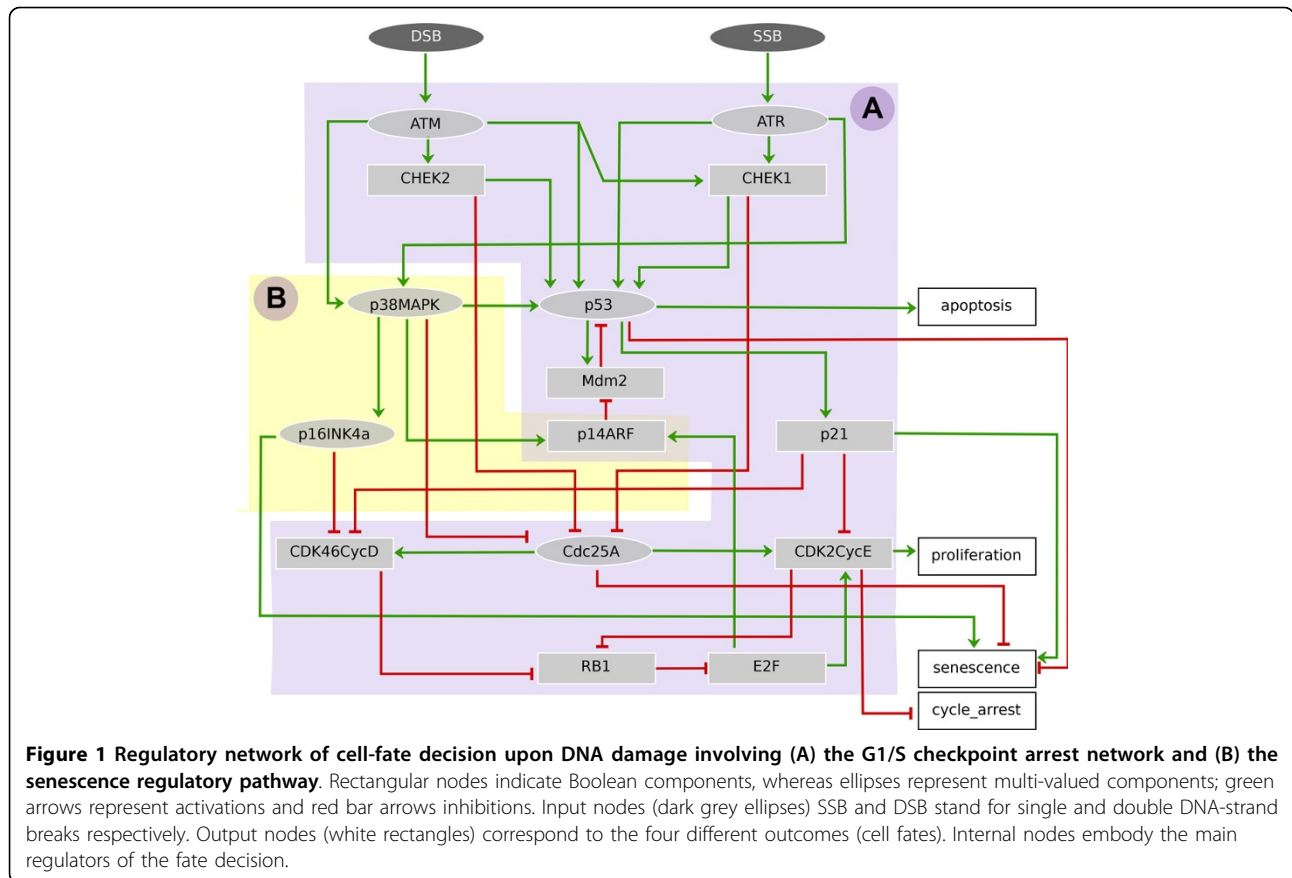 DSB
SSB
A
ATM
ATR
CHEK2
CHEK1
B
p38MAPK
p53
apoptosis
Mdm2
p16INK4a
p14ARF
p21
CDK46CycD
Cdc25A
CDK2CycE
proliferation
RB1
E2F
senescence
cycle_arrest
Figure 1 Regulatory network of cell-fate decision upon DNA damage involving (A) the G1/S checkpoint arrest network and (B) the
senescence regulatory pathway. Rectangular nodes indicate Boolean components, whereas ellipses represent multi-valued components; green
arrows represent activations and red bar arrows inhibitions. Input nodes (dark grey ellipses) SSB and DSB stand for single and double DNA-strand
breaks respectively. Output nodes (white rectangles) correspond to the four different outcomes (cell fates). Internal nodes embody the main
regulators of the fate decision.